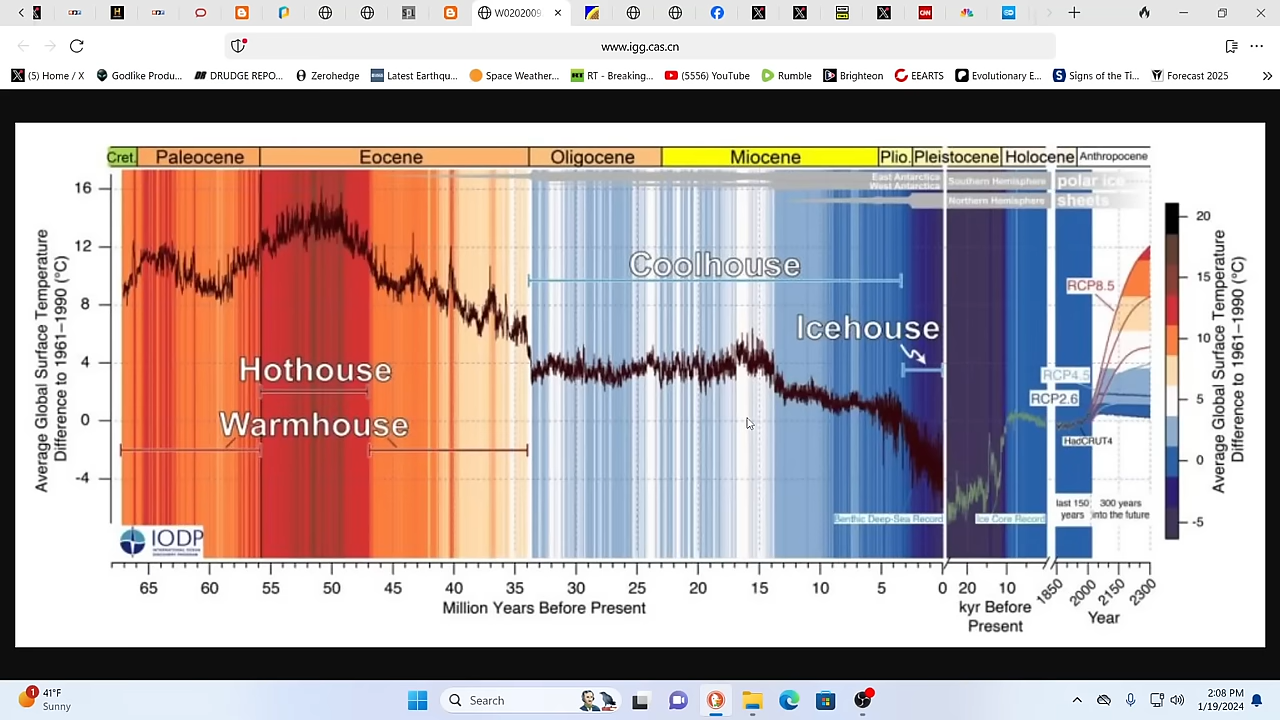 W0202009
www.igg.cas.cn
(5) Home / X
Godlike Produ...
DRUDGE REPO...
Zerohedge
Latest Earthqu...
Space Weather...
RT - Breaking...
(5556) YouTube
Rumble
Brighteon
EEARTS
Evolutionary E...
Signs of the Ti...
Forecast 2025
Cret.
Paleocene
Eocene
Oligocene
Miocene
Plio.
Pleistocene
Holocene
Anthropocene
East Antarctica
West Antarctica
Southern Hemisphere
Northern Hemisphere
polar ice
sheets
16
12
8
4
0
-4
Average Global Surface Temperature
Difference to 1961–1990 (°C)
Coolhouse
Icehouse
Hothouse
Warmhouse
RCP8.5
RCP4.5
RCP2.6
HadCRUT4
last 150
years
300 years
into the future
Benthic Deep-Sea Record
Ice Core Record
IODP
20
15
10
5
0
-5
Average Global Surface Temperature
Difference to 1961–1990 (°C)
65
60
55
50
45
40
35
30
25
20
15
10
5
0
20
10
1850
2000
2150
2300
Million Years Before Present
kyr Before
Present
Year
1
41°F
Sunny
Search
2:08 PM
1/19/2024